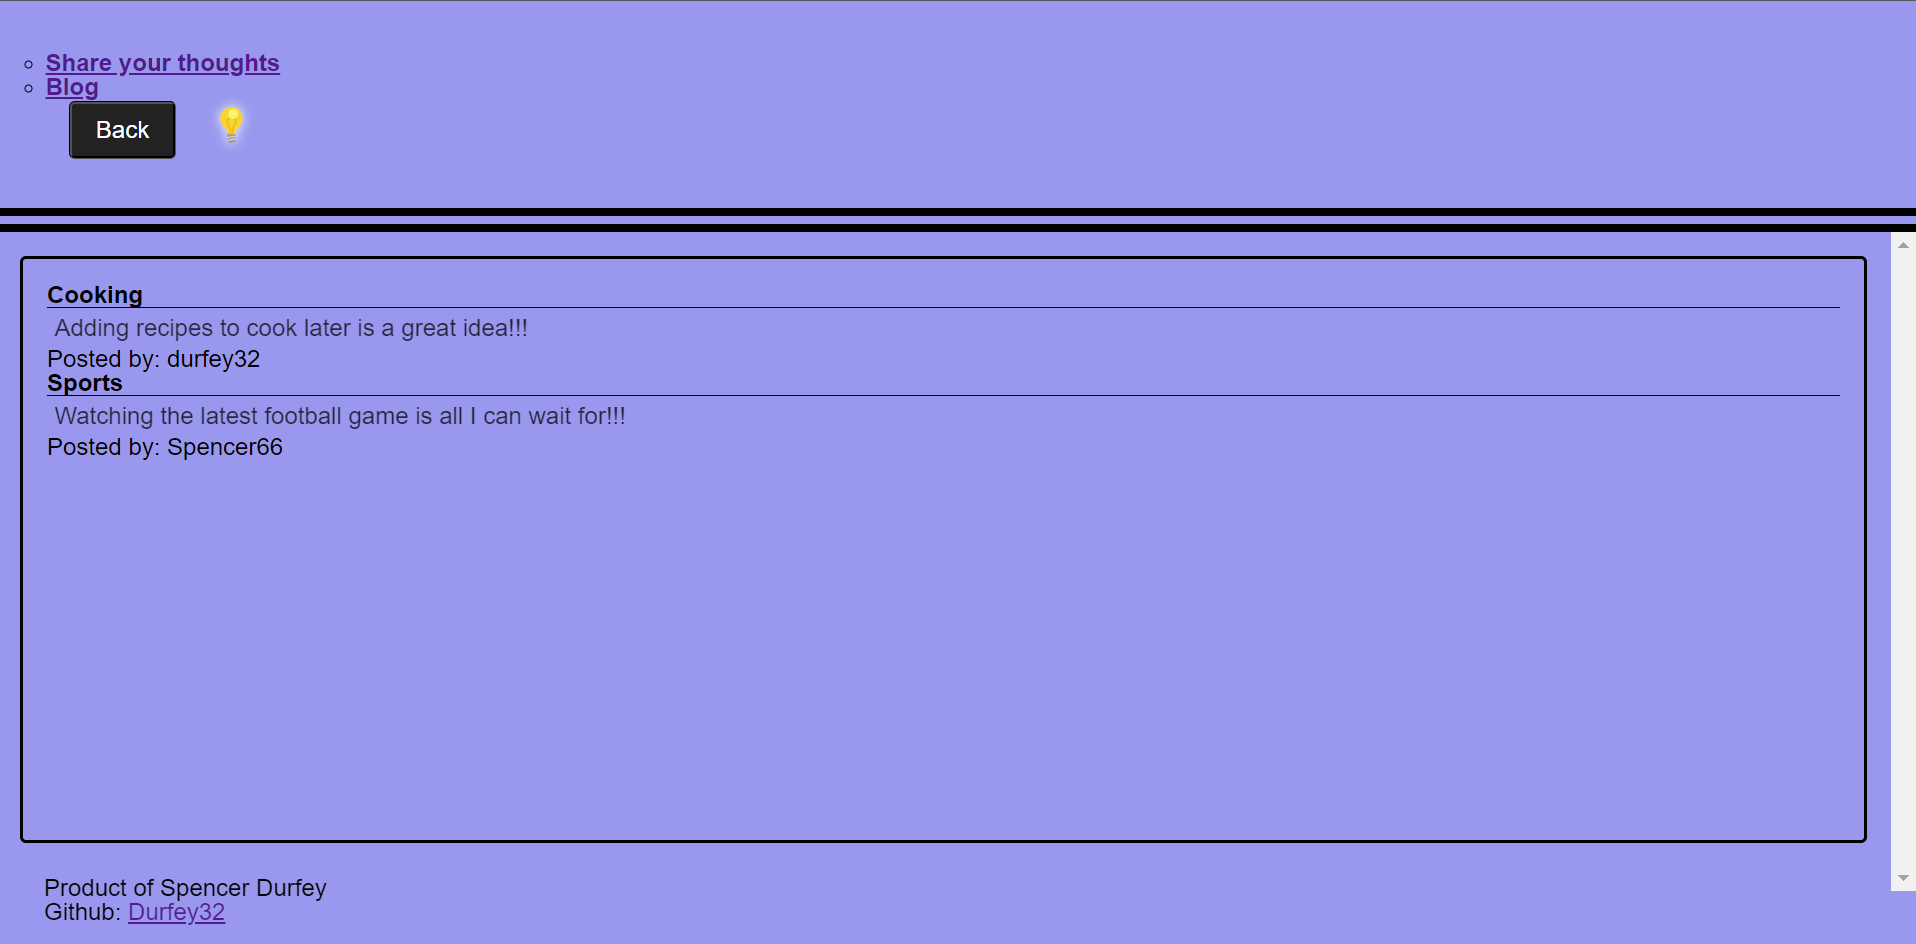 Share your thoughts
Blog
Back
Cooking
Adding recipes to cook later is a great idea!!!
Posted by: durfey32
Sports
Watching the latest football game is all I can wait for!!!
Posted by: Spencer66
Product of Spencer Durfey
Github: Durfey32